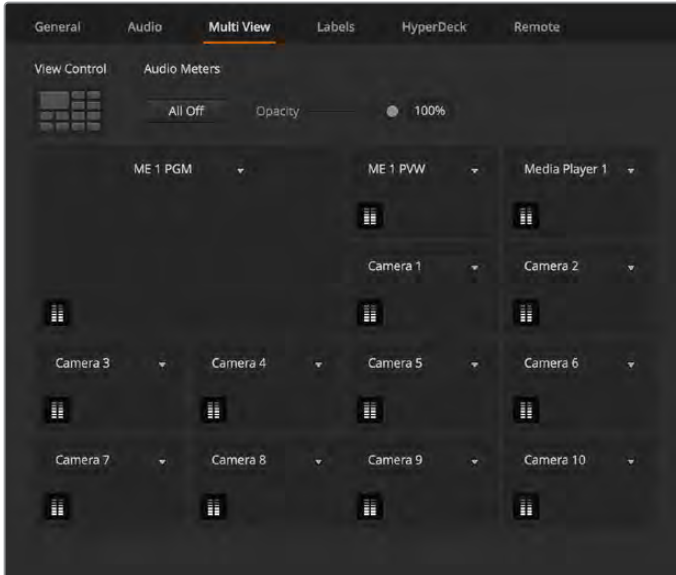 General Audio Multi View Labels HyperDeck Remote
View Control Audio Meters
All Off Opacity 100%
ME 1 PGM ME 1 PVW Media Player 1
Camera 1 Camera 2
Camera 3 Camera 4 Camera 5 Camera 6
Camera 7 Camera 8 Camera 9 Camera 10